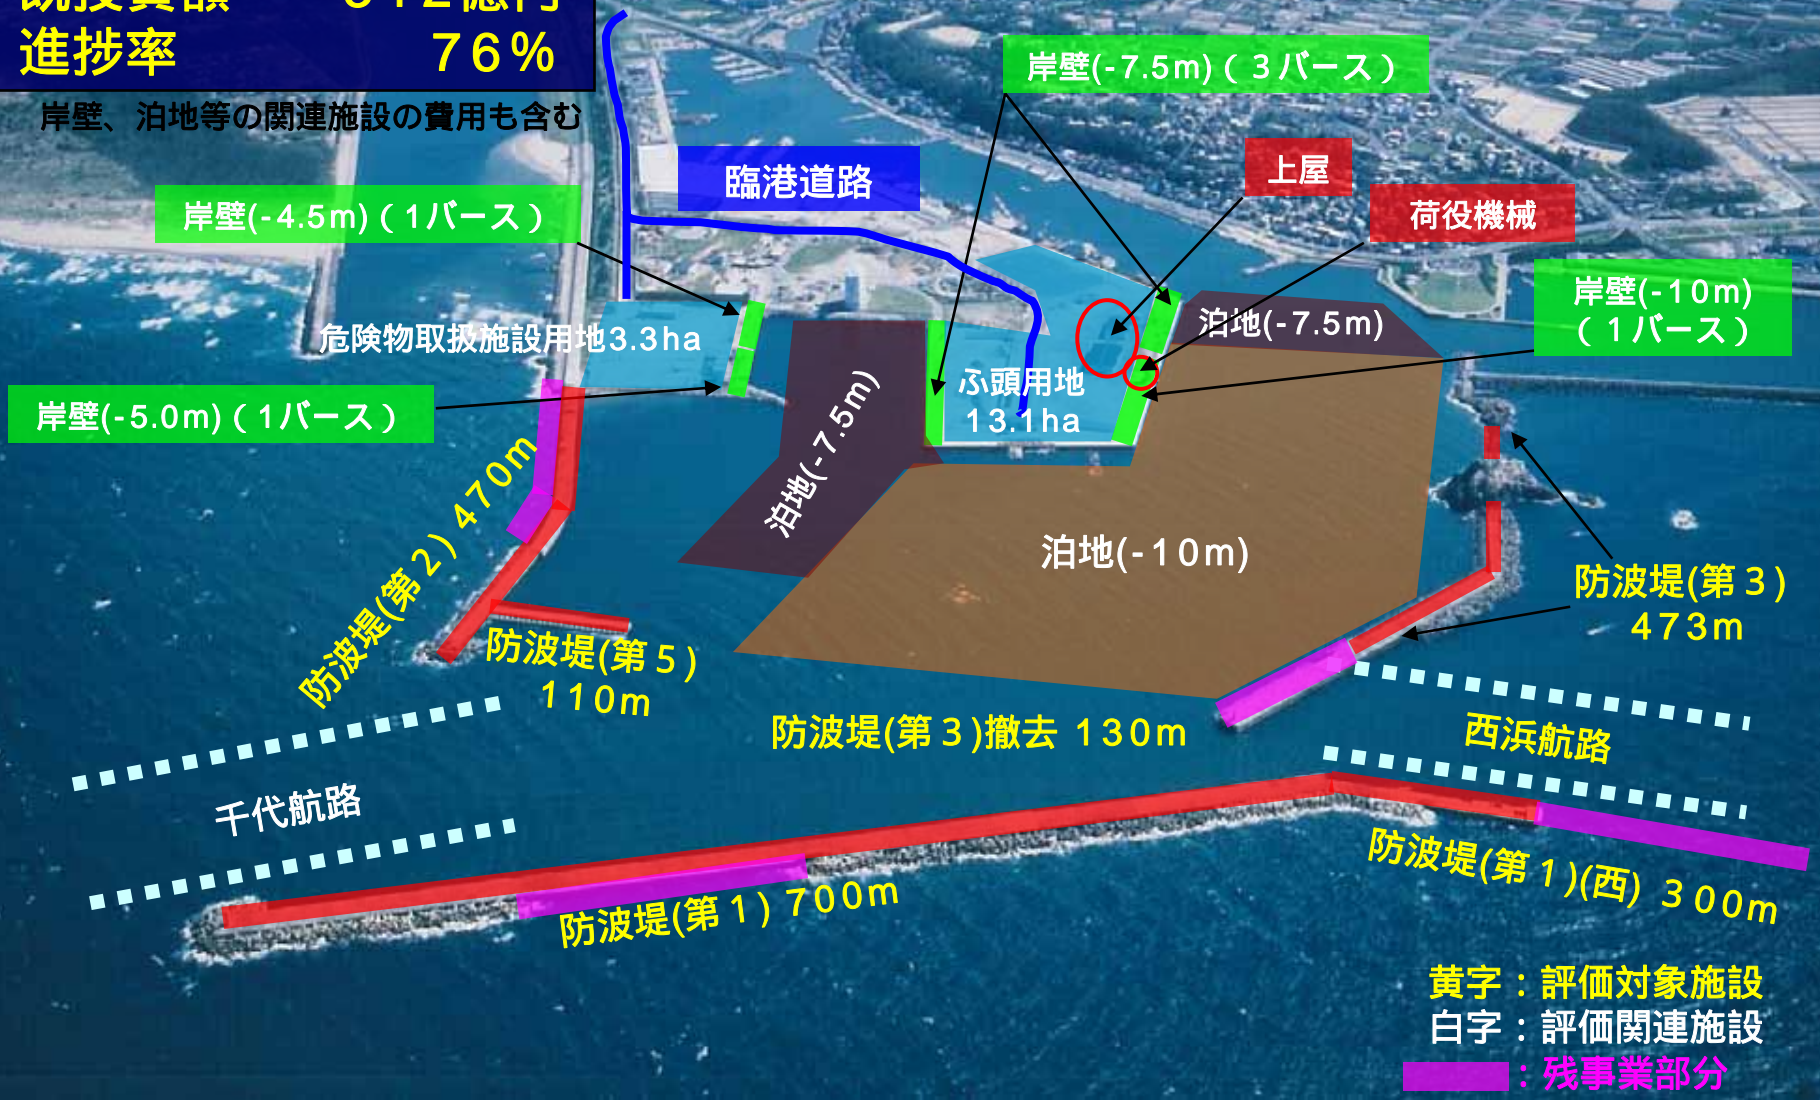 進捗率 76%
岸壁、泊地等の関連施設の費用も含む
岸壁(-7.5m)（３バース）
上屋
臨港道路
荷役機械
岸壁(-4.5m)（1バース）
岸壁(-10m)
（１バース）
泊地(-7.5m)
危険物取扱施設用地3.3ha
ふ頭用地
13.1ha
岸壁(-5.0m)（1バース）
泊地(-7.5m)
防波堤(第２) 470m
泊地(-10m)
防波堤(第３)
473m
防波堤(第５)
110m
防波堤(第３)撤去 130m
西浜航路
千代航路
防波堤(第１) 700m
防波堤(第１)(西) 300m
黄字：評価対象施設
白字：評価関連施設
：残事業部分